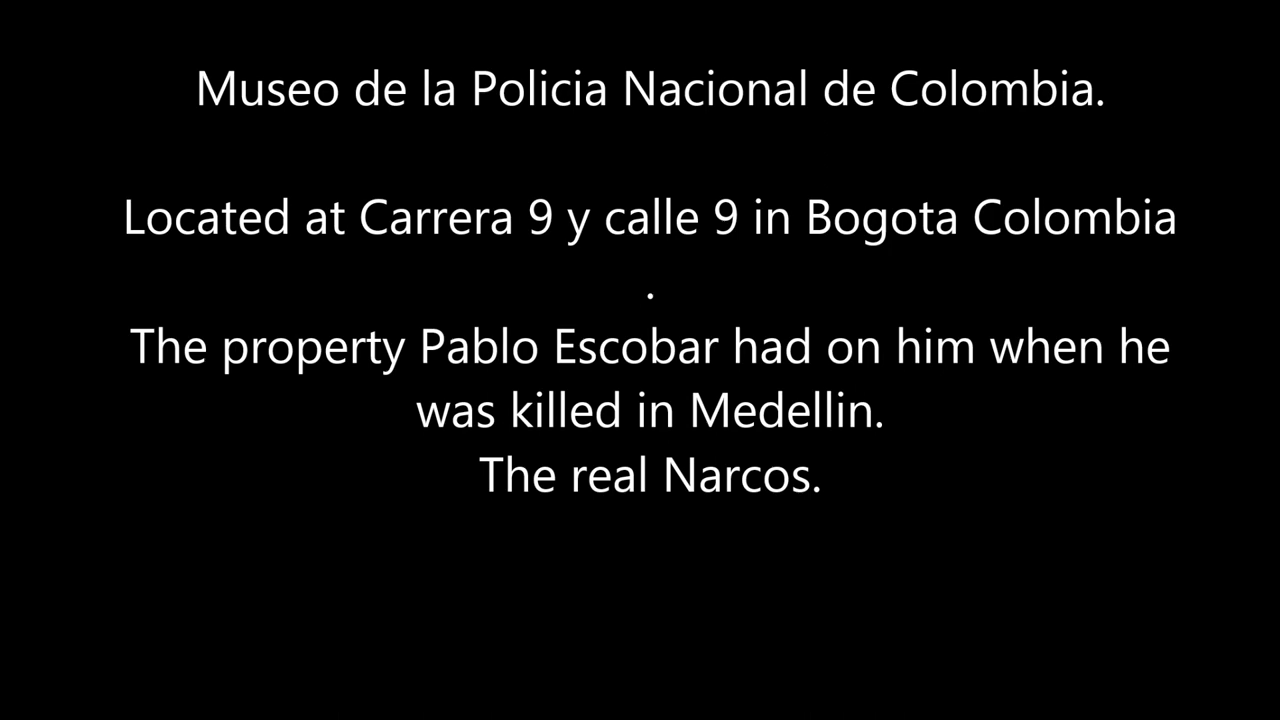 Museo de la Policia Nacional de Colombia.
Located at Carrera 9 y calle 9 in Bogota Colombia
.
The property Pablo Escobar had on him when he
was killed in Medellin.
The real Narcos.